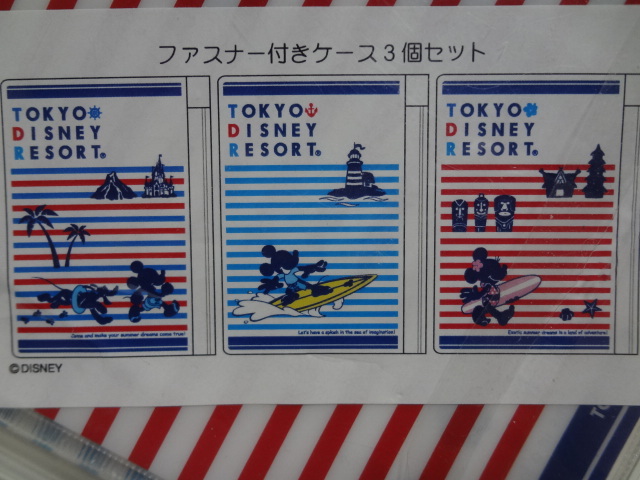 ファスナー付きケース3個セット
TOKYO
DISNEY
RESORT®
Come and make your summer dreams come true!
TOKYO
DISNEY
RESORT®
Let's have a splash in the sea of imagination!
TOKYO
DISNEY
RESORT®
Exotic summer dreams in a land of adventure!
©DISNEY